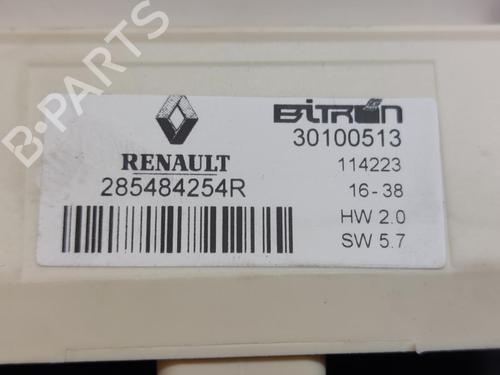 B-PARTS
RENAULT
285484254R
BITRON
30100513
114223
16-38
HW 2.0
SW 5.7